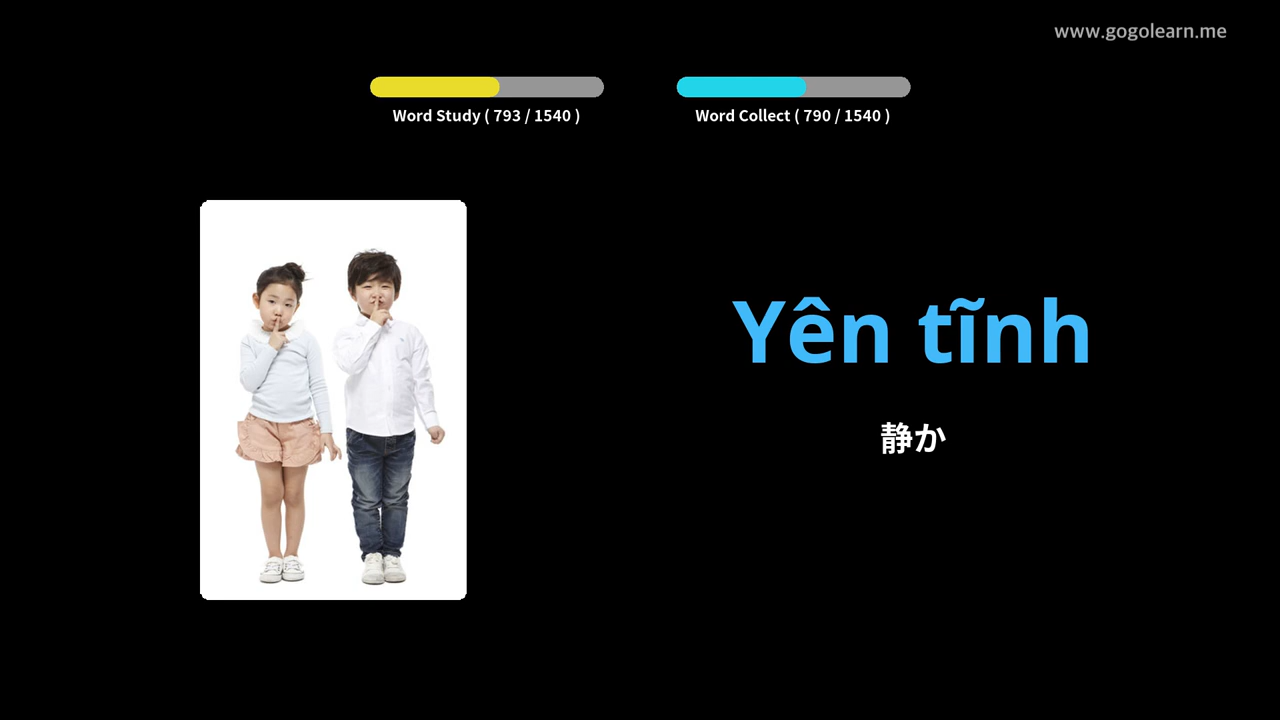 www.gogolearn.me
Word Study ( 793 / 1540 )
Word Collect ( 790 / 1540 )
Yên tĩnh
静か